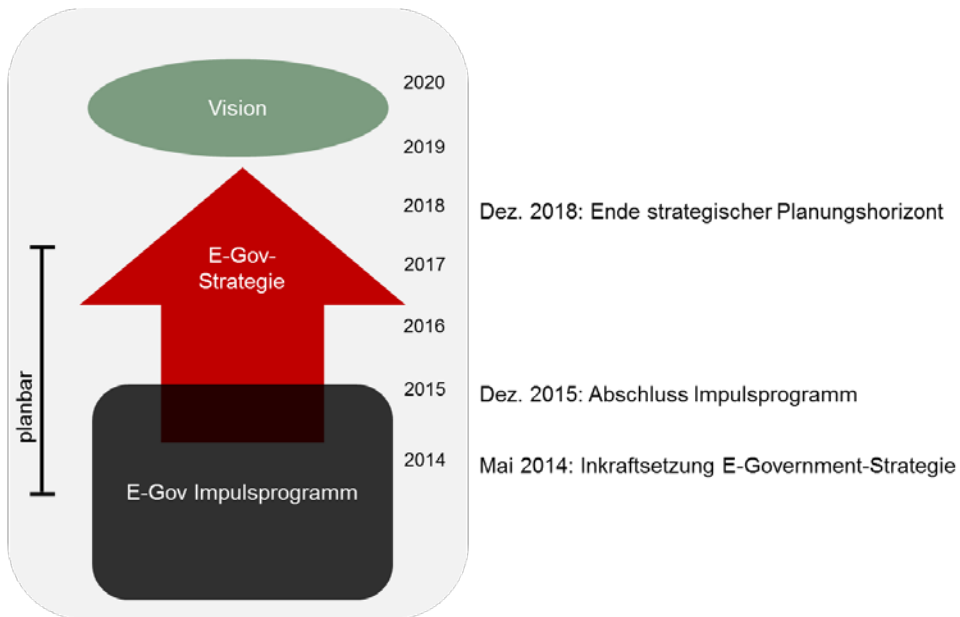 2020
Vision
2019
2018
Dez. 2018: Ende strategischer Planungshorizont
E-Gov-
Strategie
2017
2016
planbar
2015
Dez. 2015: Abschluss Impulsprogramm
2014
Mai 2014: Inkraftsetzung E-Government-Strategie
E-Gov Impulsprogramm